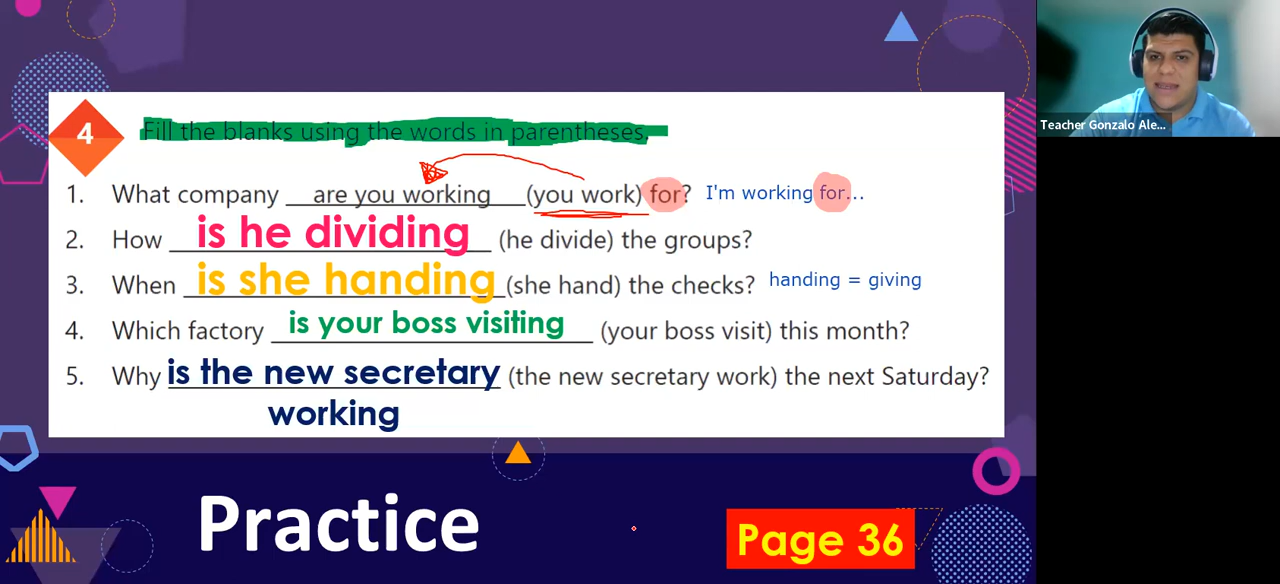 Teacher Gonzalo Ale...
4 Fill the blanks using the words in parentheses.
1. What company are you working (you work) for? I'm working for...
2. How is he dividing (he divide) the groups?
3. When is she handing (she hand) the checks? handing = giving
4. Which factory is your boss visiting (your boss visit) this month?
5. Why is the new secretary (the new secretary work) the next Saturday?
working
Practice
Page 36